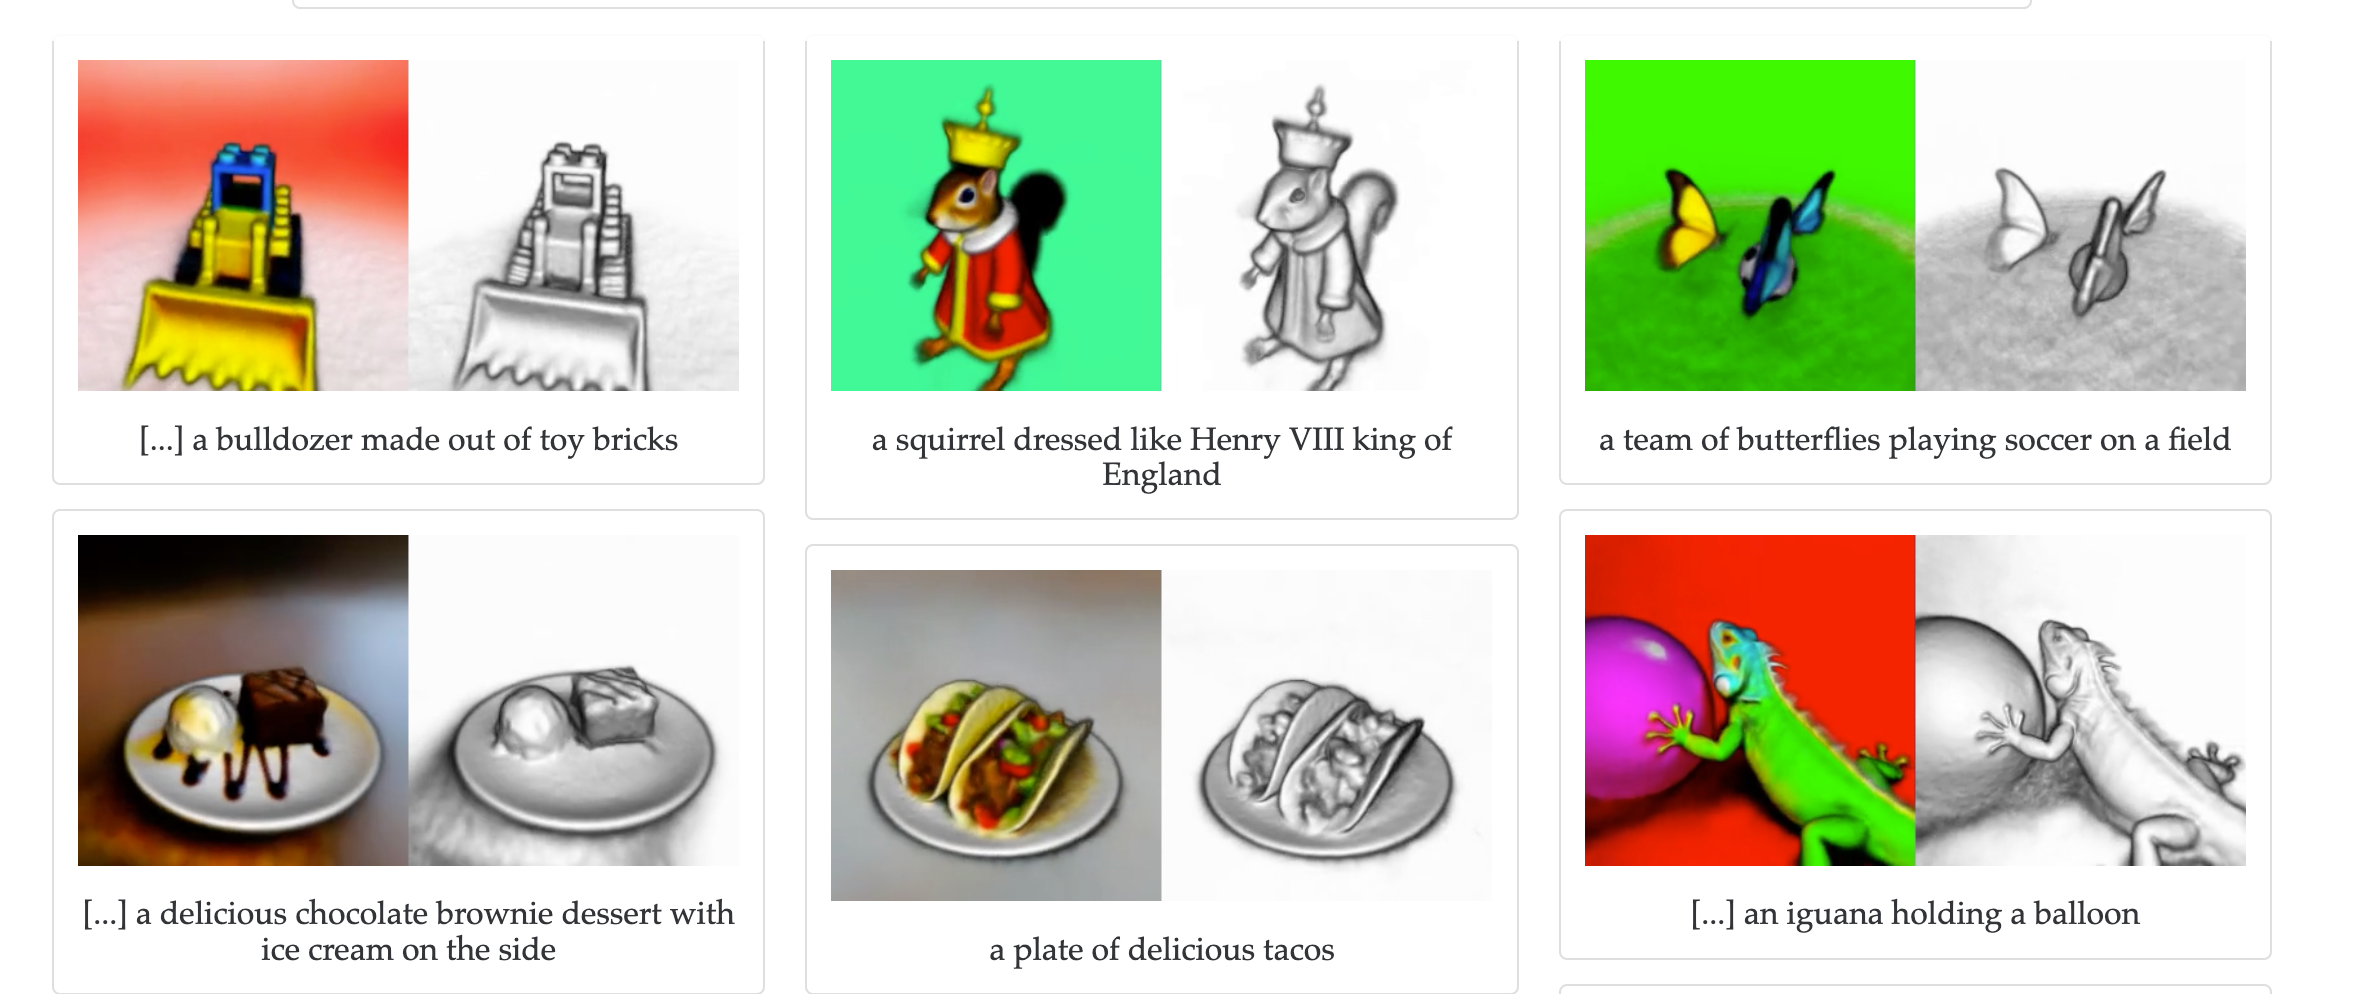 [...] a bulldozer made out of toy bricks
a squirrel dressed like Henry VIII king of
England
a team of butterflies playing soccer on a field
[...] a delicious chocolate brownie dessert with
ice cream on the side
a plate of delicious tacos
[...] an iguana holding a balloon